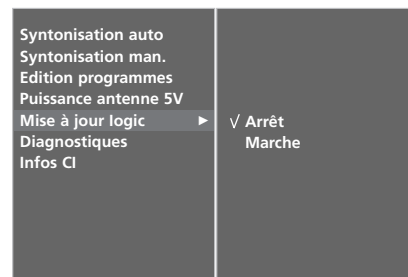 Syntonisation auto
Syntonisation man.
Edition programmes
Puissance antenne 5V
Mise à jour logic ►
Diagnostiques
Infos CI
√ Arrêt
Marche